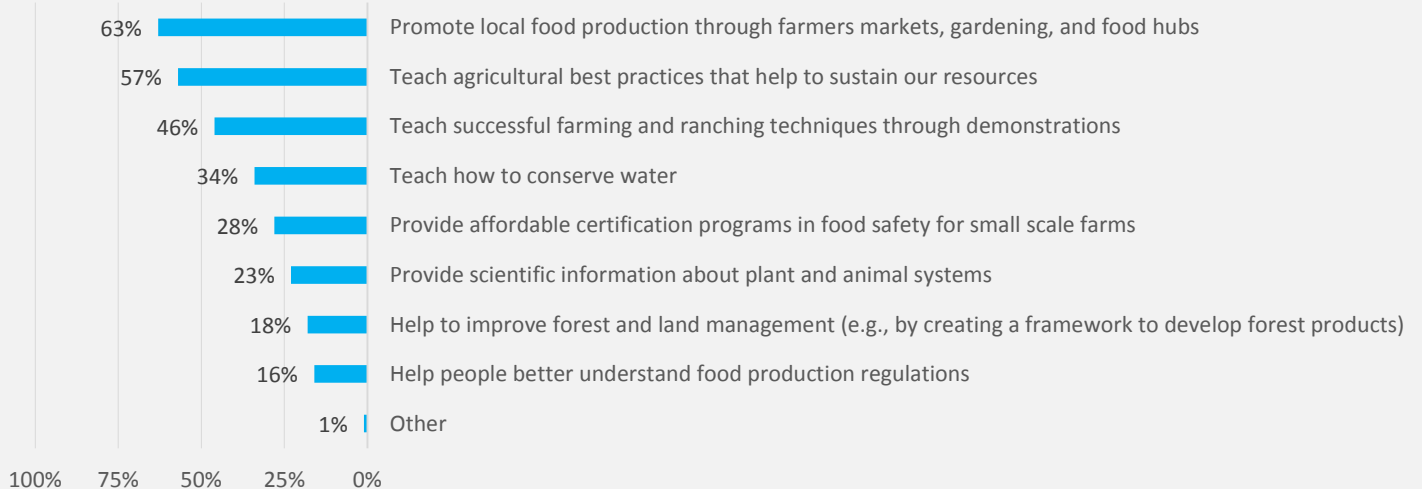 63% Promote local food production through farmers markets, gardening, and food hubs
57% Teach agricultural best practices that help to sustain our resources
46% Teach successful farming and ranching techniques through demonstrations
34% Teach how to conserve water
28% Provide affordable certification programs in food safety for small scale farms
23% Provide scientific information about plant and animal systems
18% Help to improve forest and land management (e.g., by creating a framework to develop forest products)
16% Help people better understand food production regulations
1% Other
100% 75% 50% 25% 0%